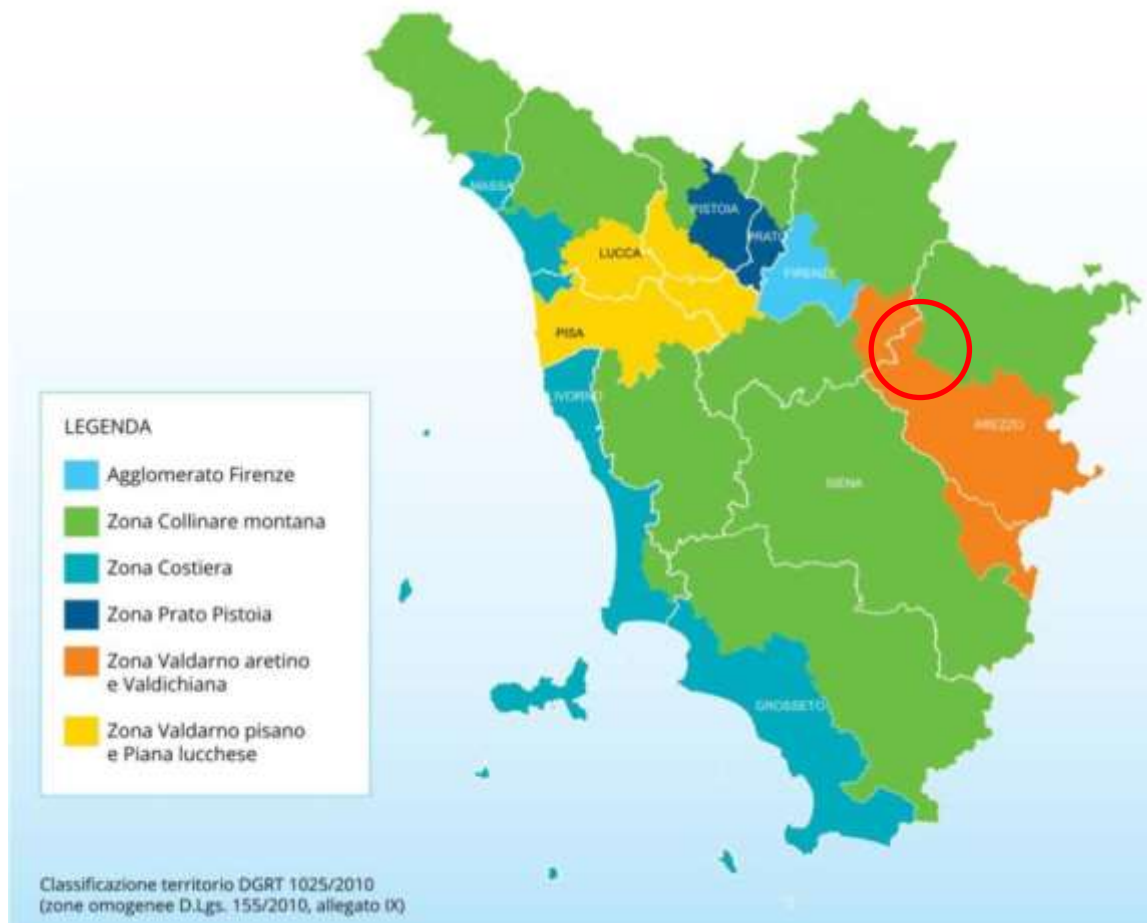 MASSA
PISTOIA
PRATO
LUCCA
FIRENZE
PISA
LIVORNO
AREZZO
SIENA
GROSSETO
LEGENDA
Agglomerato Firenze
Zona Collinare montana
Zona Costiera
Zona Prato Pistoia
Zona Valdarno aretino
e Valdichiana
Zona Valdarno pisano
e Piana lucchese
Classificazione territorio DGRT 1025/2010
(zone omogenee D.Lgs. 155/2010, allegato IX)